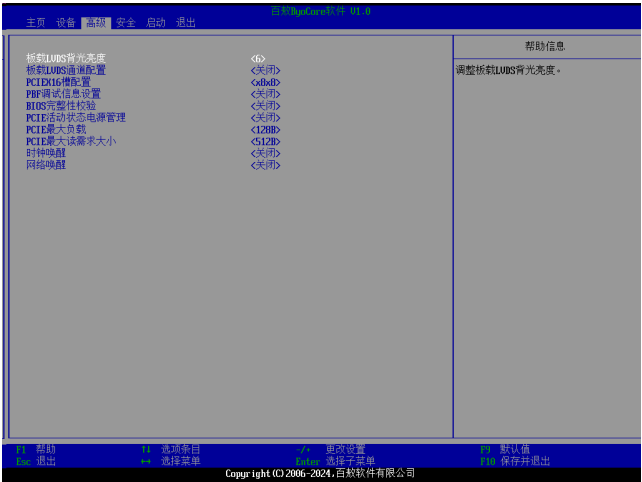 百敖ByoCore软件 V1.0
主页 设备 高级 安全 启动 退出
帮助信息
板载LVDS背光亮度 <6>
调整板载LVDS背光亮度。
板载LVDS通道配置 <关闭>
PCIEX16槽配置 <x8x8>
PBF调试信息设置 <关闭>
BIOS完整性校验 <关闭>
PCIE活动状态电源管理 <关闭>
PCIE最大负载 <128B>
PCIE最大读需求大小 <512B>
时钟唤醒 <关闭>
网络唤醒 <关闭>
F1 帮助 ↑↓ 选项条目 -/+ 更改设置 F9 默认值
Esc 退出 ↔ 选择菜单 Enter 选择子菜单 F10 保存并退出
Copyright(C)2006-2024,百敖软件有限公司